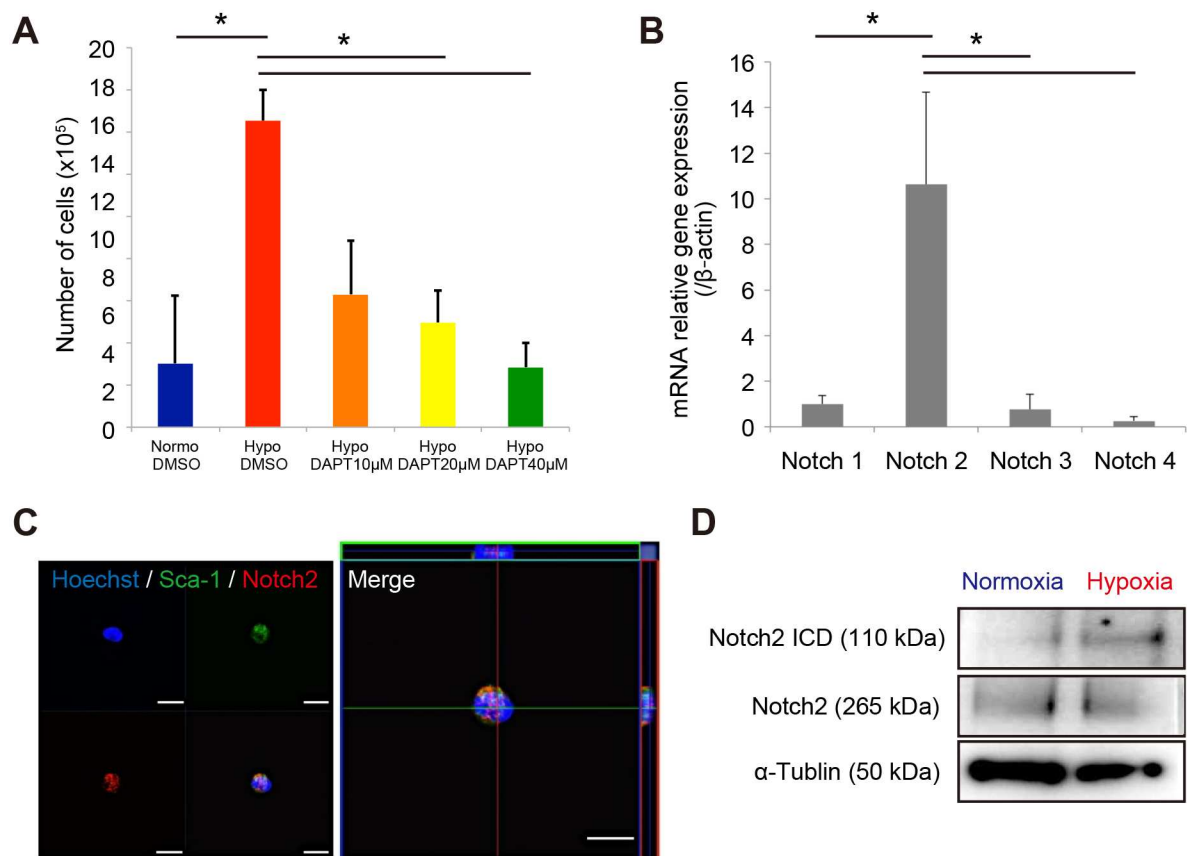 A
*
*
Number of cells (x10⁵)
20
18
16
14
12
10
8
6
4
2
0
Normo
DMSO
Hypo
DMSO
Hypo
DAPT10μM
Hypo
DAPT20μM
Hypo
DAPT40μM
B
*
*
mRNA relative gene expression
(/β-actin)
16
14
12
10
8
6
4
2
0
Notch 1
Notch 2
Notch 3
Notch 4
C
Hoechst / Sca-1 / Notch2
Merge
D
Normoxia
Hypoxia
Notch2 ICD (110 kDa)
Notch2 (265 kDa)
α-Tublin (50 kDa)